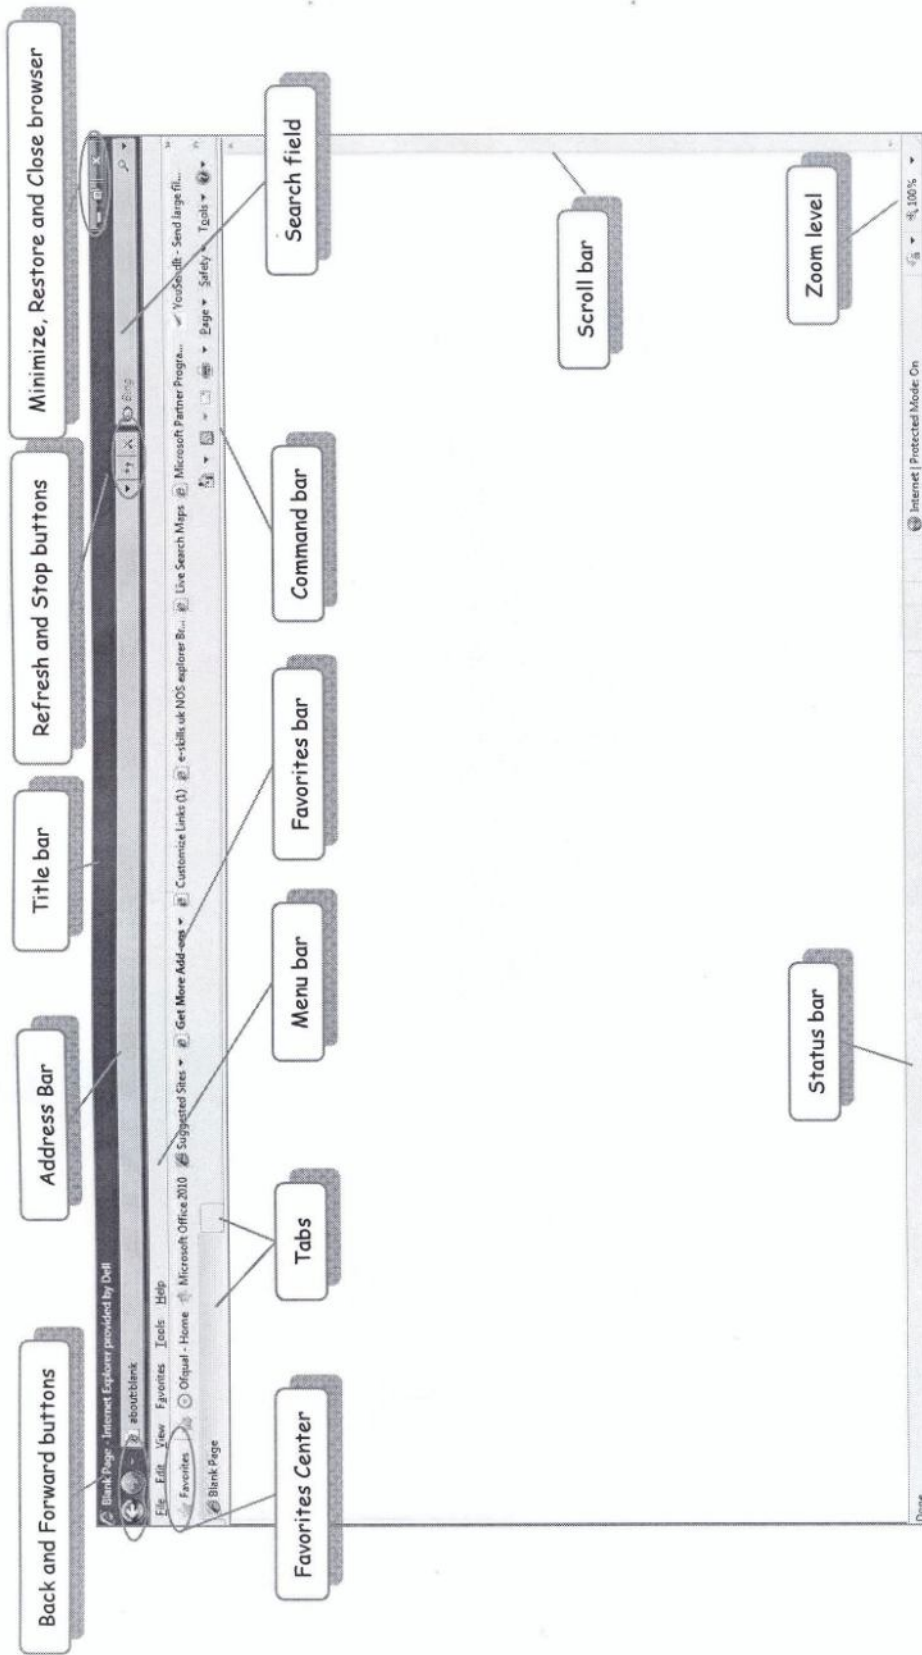 Back and Forward buttons
Address Bar
Title bar
Refresh and Stop buttons
Minimize, Restore and Close browser
Blank Page - Internet Explorer provided by Dell
about:blank
Bing
File Edit View Favorites Tools Help
Favorites Ofqual - Home Microsoft Office 2010 Suggested Sites Get More Add-ons Customize Links (1) e-skills uk NOS explorer Br... Live Search Maps Microsoft Partner Progra... YouSendIt - Send large fil...
Blank Page Page Safety Tools
Favorites Center
Tabs
Menu bar
Favorites bar
Command bar
Search field
Scroll bar
Status bar
Zoom level
Done Internet | Protected Mode: On 100%